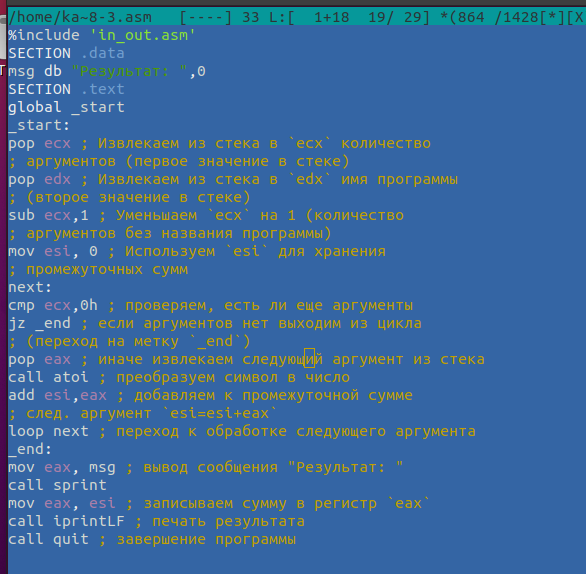 /home/ka~8-3.asm   [----] 33 L:[  1+18  19/ 29] *(864 /1428[*][X
%include 'in_out.asm'
SECTION .data
msg db "Результат: ",0
SECTION .text
global _start
_start:
pop ecx ; Извлекаем из стека в `ecx` количество
; аргументов (первое значение в стеке)
pop edx ; Извлекаем из стека в `edx` имя программы
; (второе значение в стеке)
sub ecx,1 ; Уменьшаем `ecx` на 1 (количество
; аргументов без названия программы)
mov esi, 0 ; Используем `esi` для хранения
; промежуточных сумм
next:
cmp ecx,0h ; проверяем, есть ли еще аргументы
jz _end ; если аргументов нет выходим из цикла
; (переход на метку `_end`)
pop eax ; иначе извлекаем следующий аргумент из стека
call atoi ; преобразуем символ в число
add esi,eax ; добавляем к промежуточной сумме
; след. аргумент `esi=esi+eax`
loop next ; переход к обработке следующего аргумента
_end:
mov eax, msg ; вывод сообщения "Результат: "
call sprint
mov eax, esi ; записываем сумму в регистр `eax`
call iprintLF ; печать результата
call quit ; завершение программы